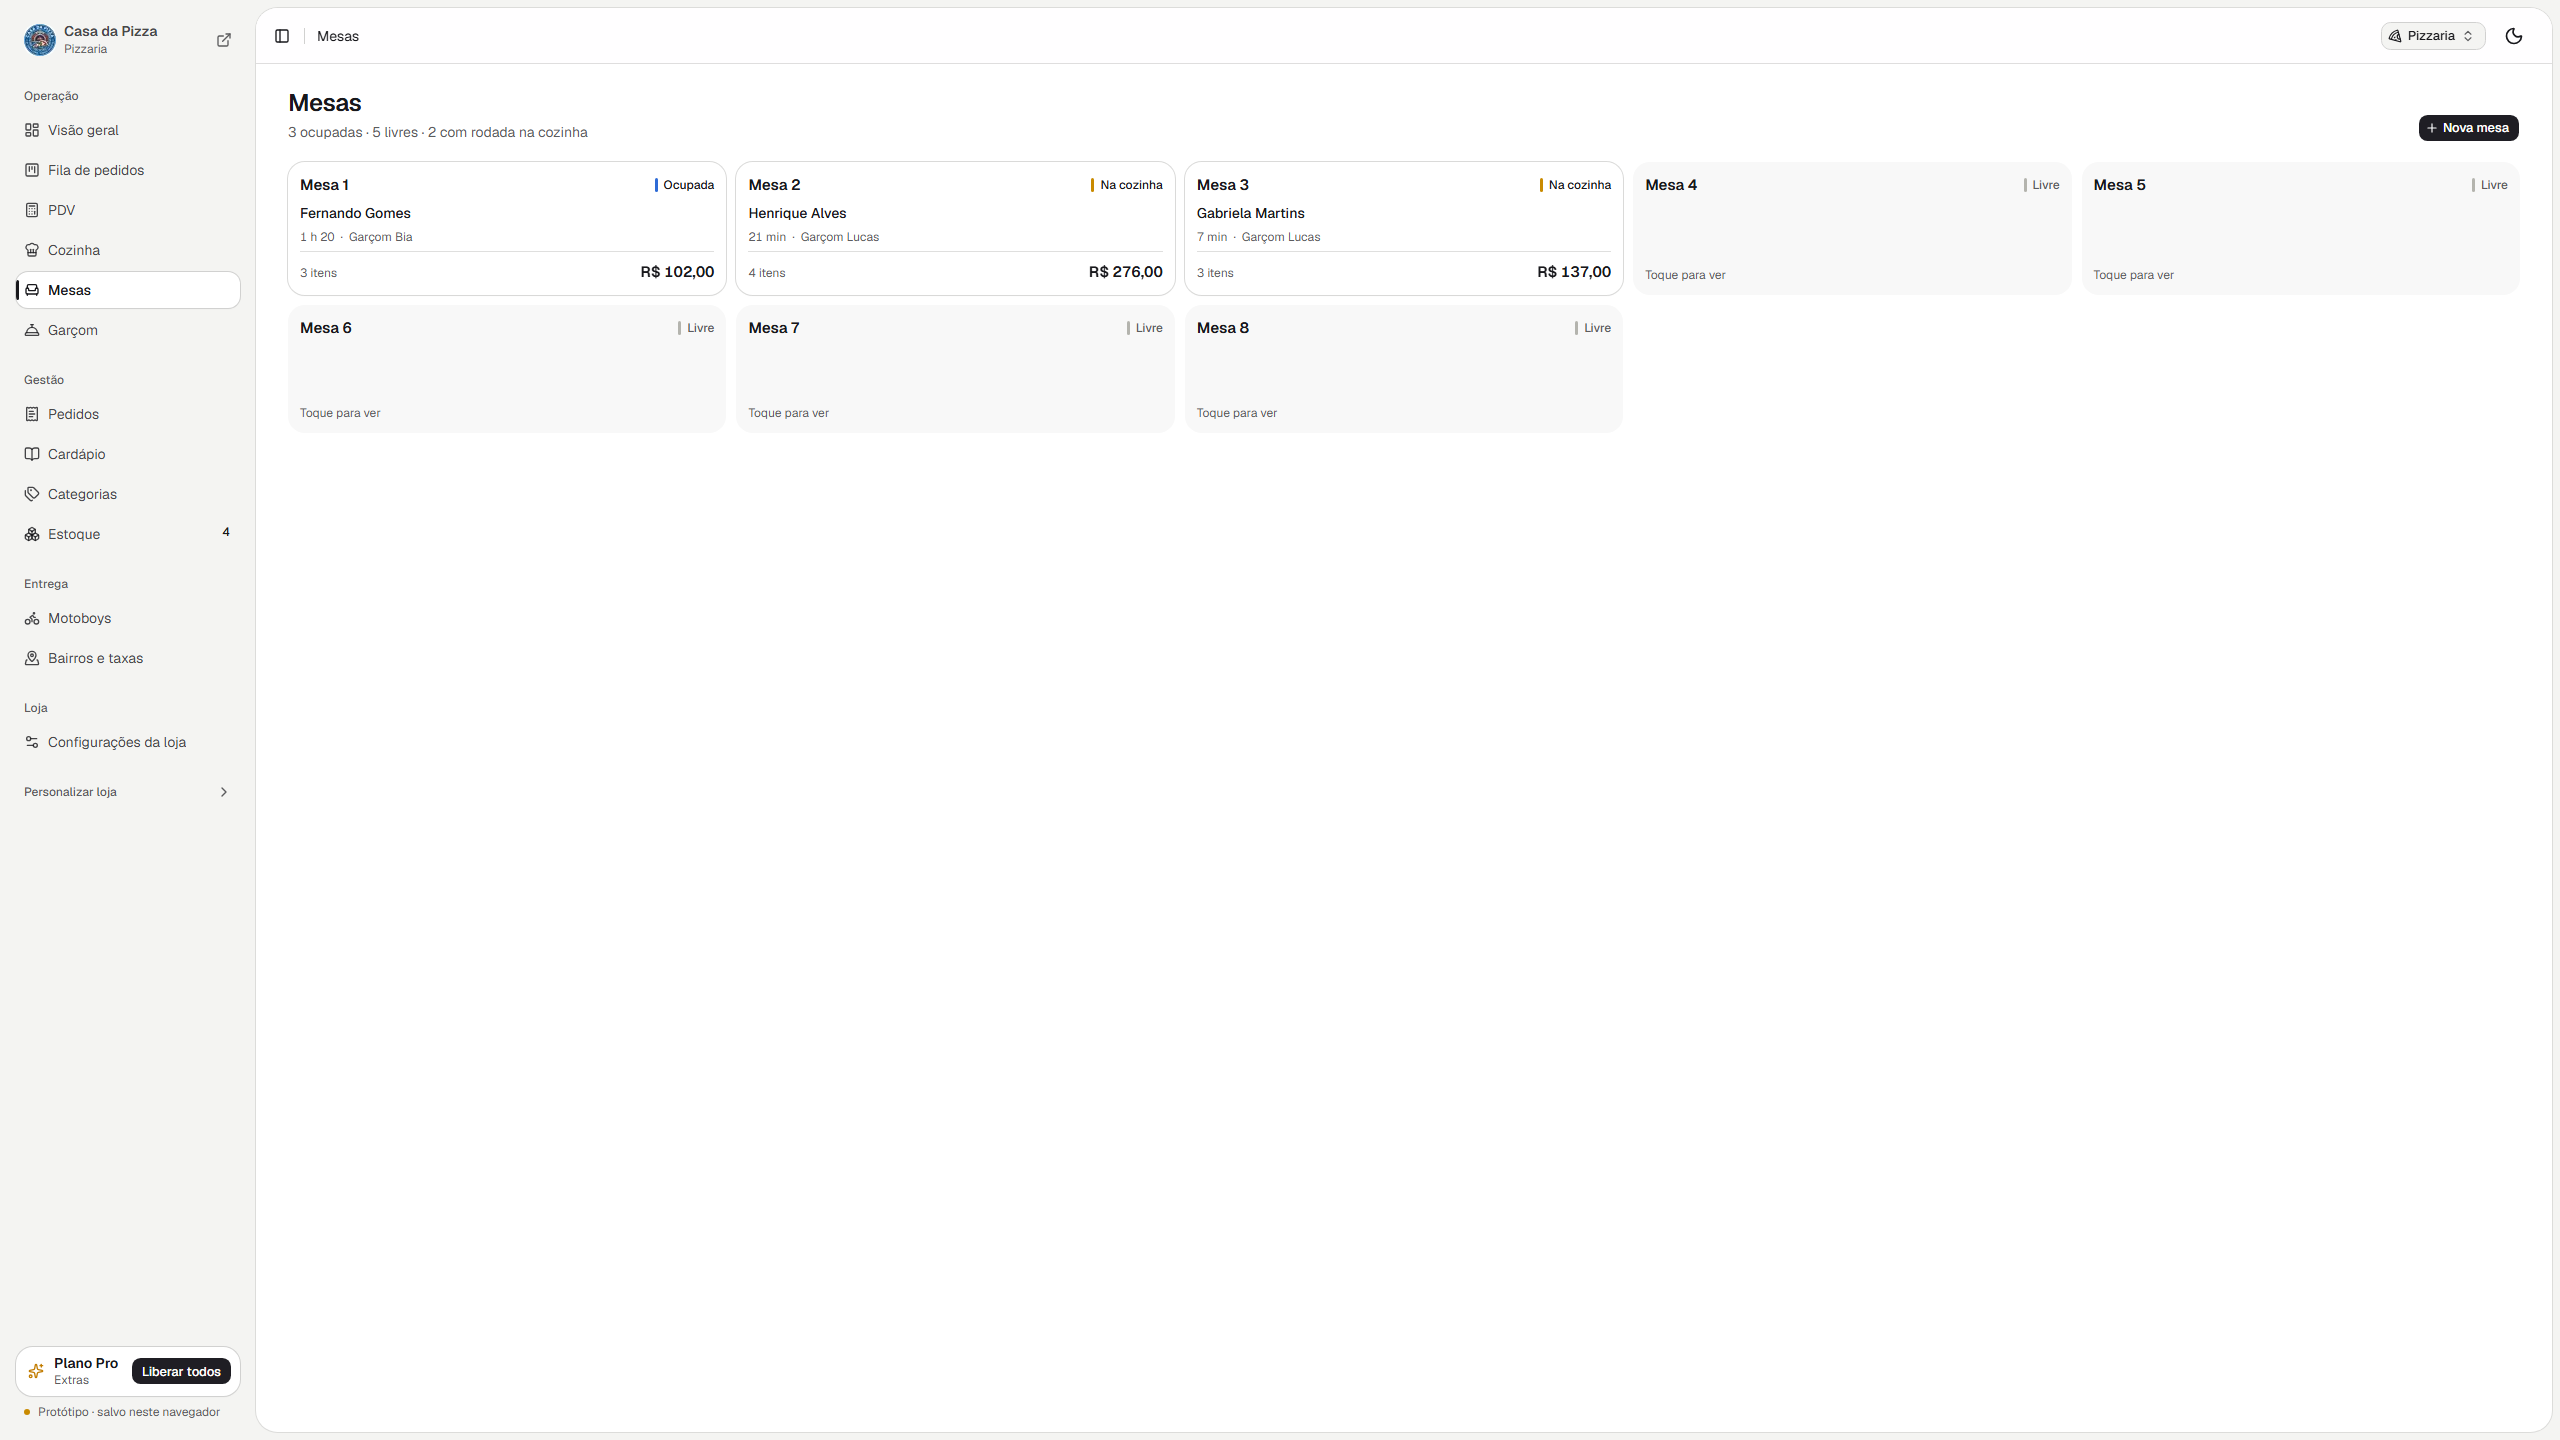 Casa da Pizza
Pizzaria
Operação
Visão geral
Fila de pedidos
PDV
Cozinha
Mesas
Garçom
Gestão
Pedidos
Cardápio
Categorias
Estoque 4
Entrega
Motoboys
Bairros e taxas
Loja
Configurações da loja
Personalizar loja
Plano Pro
Extras
Liberar todos
Protótipo · salvo neste navegador
Mesas
Pizzaria
Mesas
3 ocupadas · 5 livres · 2 com rodada na cozinha
Nova mesa
Mesa 1 Ocupada
Fernando Gomes
1 h 20 · Garçom Bia
3 itens R$ 102,00
Mesa 2 Na cozinha
Henrique Alves
21 min · Garçom Lucas
4 itens R$ 276,00
Mesa 3 Na cozinha
Gabriela Martins
7 min · Garçom Lucas
3 itens R$ 137,00
Mesa 4 Livre
Toque para ver
Mesa 5 Livre
Toque para ver
Mesa 6 Livre
Toque para ver
Mesa 7 Livre
Toque para ver
Mesa 8 Livre
Toque para ver